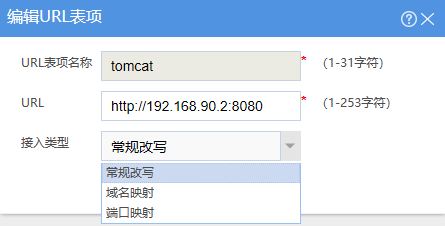 编辑URL表项
URL表项名称 tomcat * (1-31字符)
URL http://192.168.90.2:8080 * (1-253字符)
接入类型 常规改写
常规改写
域名映射
端口映射